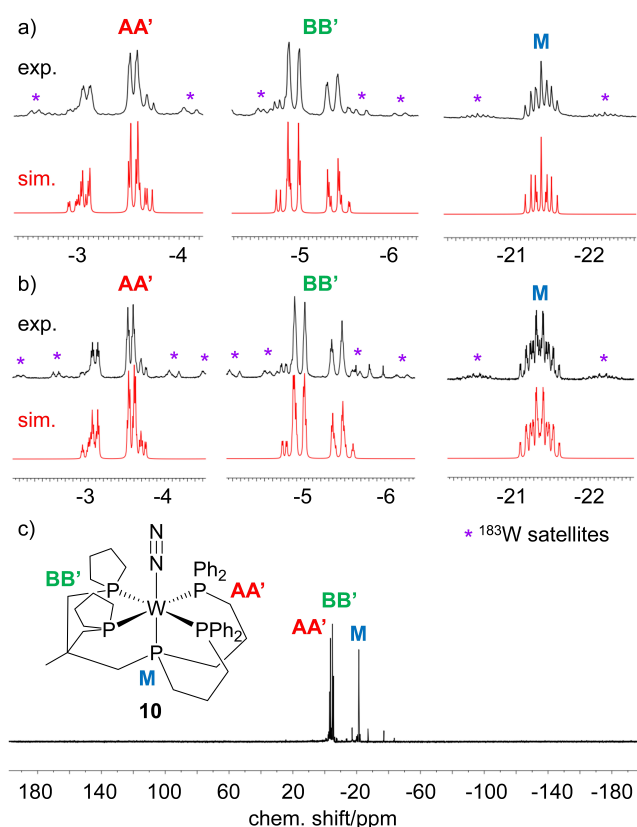 a) AA' BB' M
exp. * * * * * * *
sim.
-3 -4 -5 -6 -21 -22
b) AA' BB' M
exp. * * * * * * * * * *
sim.
-3 -4 -5 -6 -21 -22
* ¹⁸³W satellites
c)
N
N
BB' Ph₂ BB'
P P AA' AA' M
W
P PPh₂
P
M
10
180 140 100 60 20 -20 -60 -100 -140 -180
chem. shift/ppm